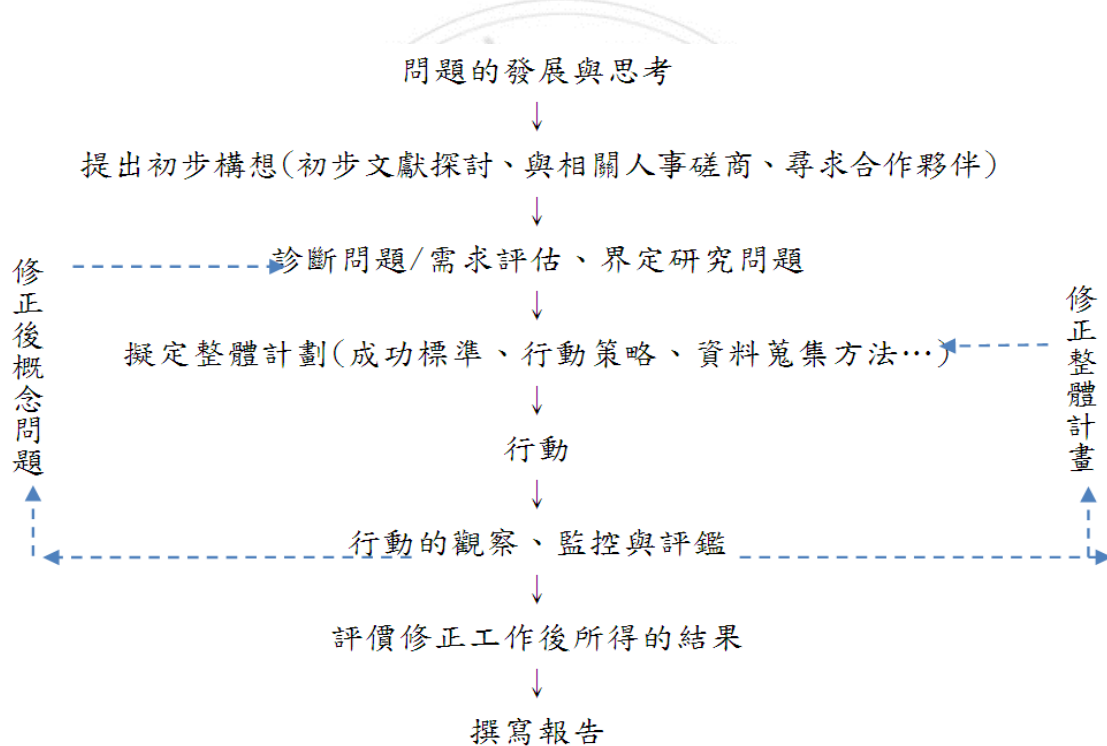 問題的發展與思考
提出初步構想(初步文獻探討、與相關人事磋商、尋求合作夥伴)
診斷問題/需求評估、界定研究問題
修正後概念問題
擬定整體計劃(成功標準、行動策略、資料蒐集方法…)
修正整體計畫
行動
行動的觀察、監控與評鑑
評價修正工作後所得的結果
撰寫報告